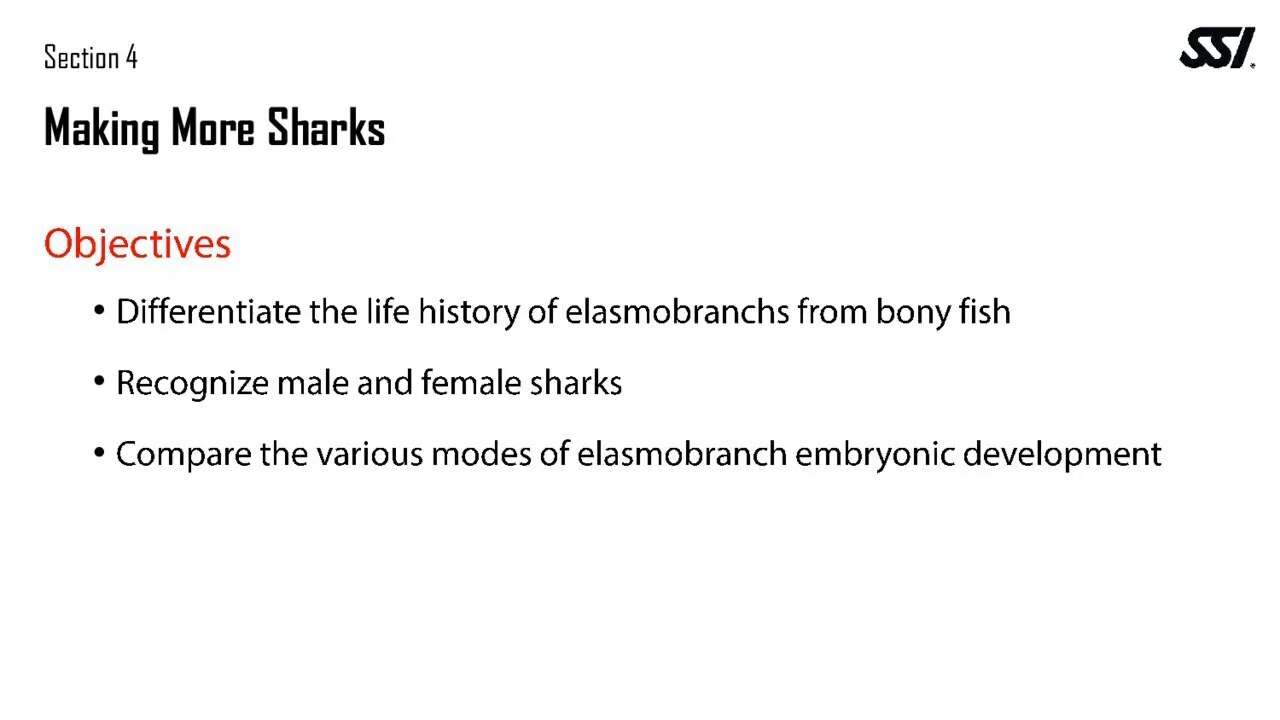 Section 4
SSI
Making More Sharks
Objectives
• Differentiate the life history of elasmobranchs from bony fish
• Recognize male and female sharks
• Compare the various modes of elasmobranch embryonic development